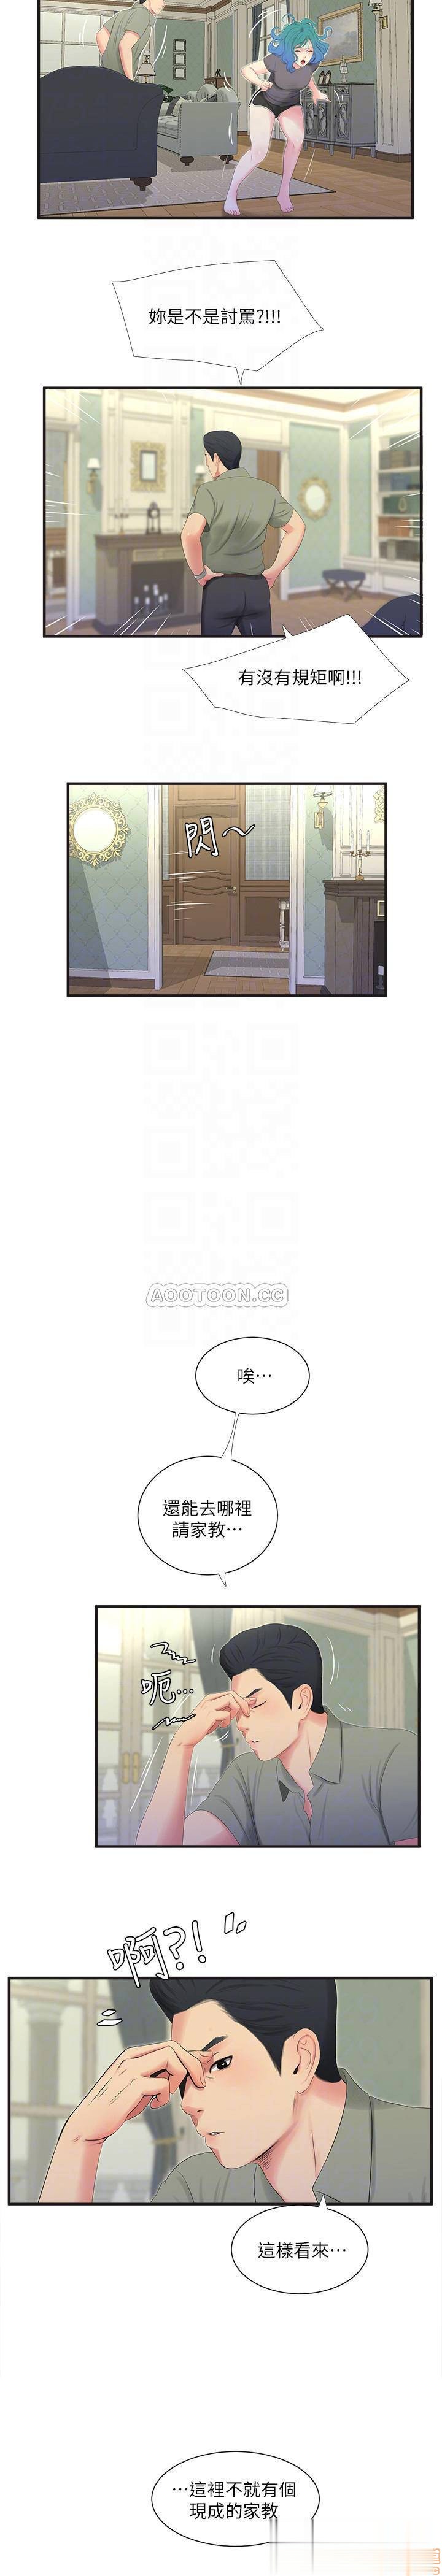 妳是不是討罵?!!!
有沒有規矩啊!!!
閃~
AOOTOON.CC
唉…
還能去哪裡
請家教…
呃…
啊?!
這樣看來…
…這裡不就有個
現成的家教